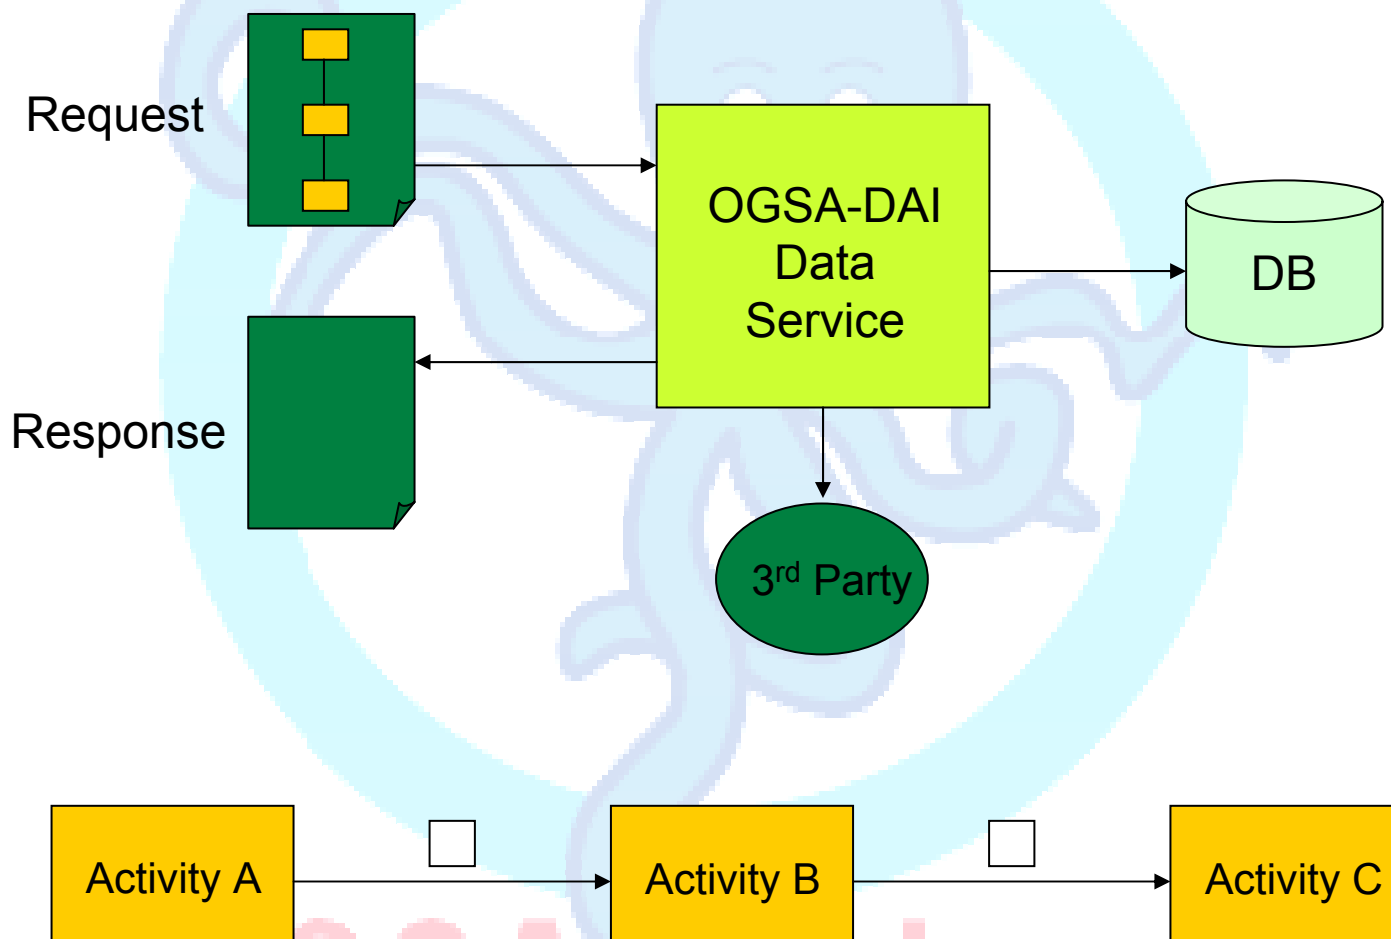 Request
OGSA-DAI
Data
Service
DB
Response
3rd Party
Activity A
Activity B
Activity C